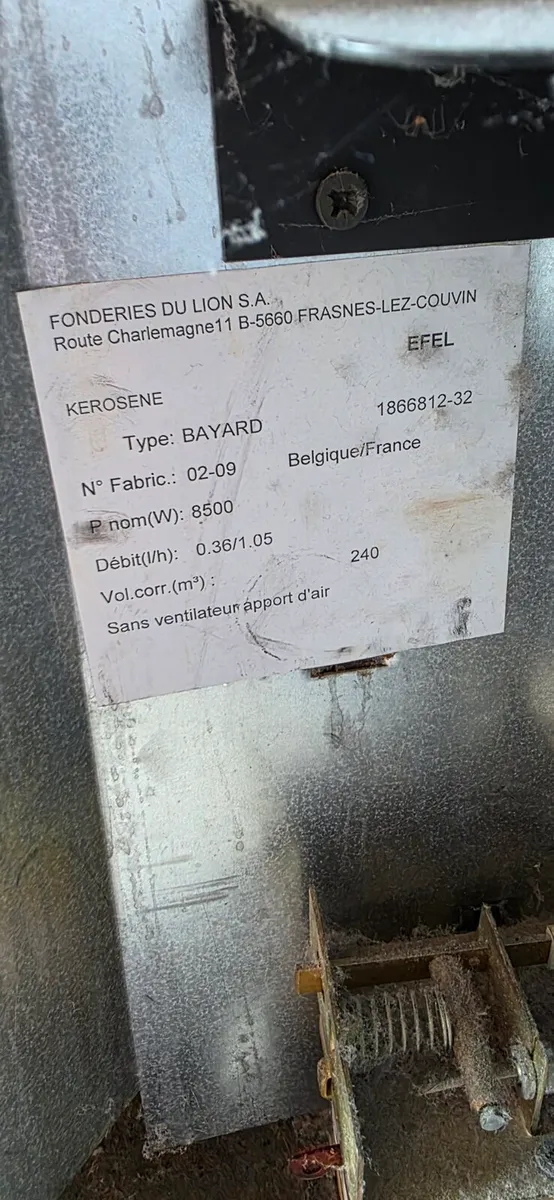 FONDERIES DU LION S.A.
Route Charlemagne11 B-5660 FRASNES-LEZ-COUVIN
EFEL
KEROSENE
1866812-32
Type: BAYARD
Belgique/France
N° Fabric.: 02-09
P nom(W): 8500
Débit(l/h): 0.36/1.05
240
Vol.corr.(m³) :
Sans ventilateur apport d'air